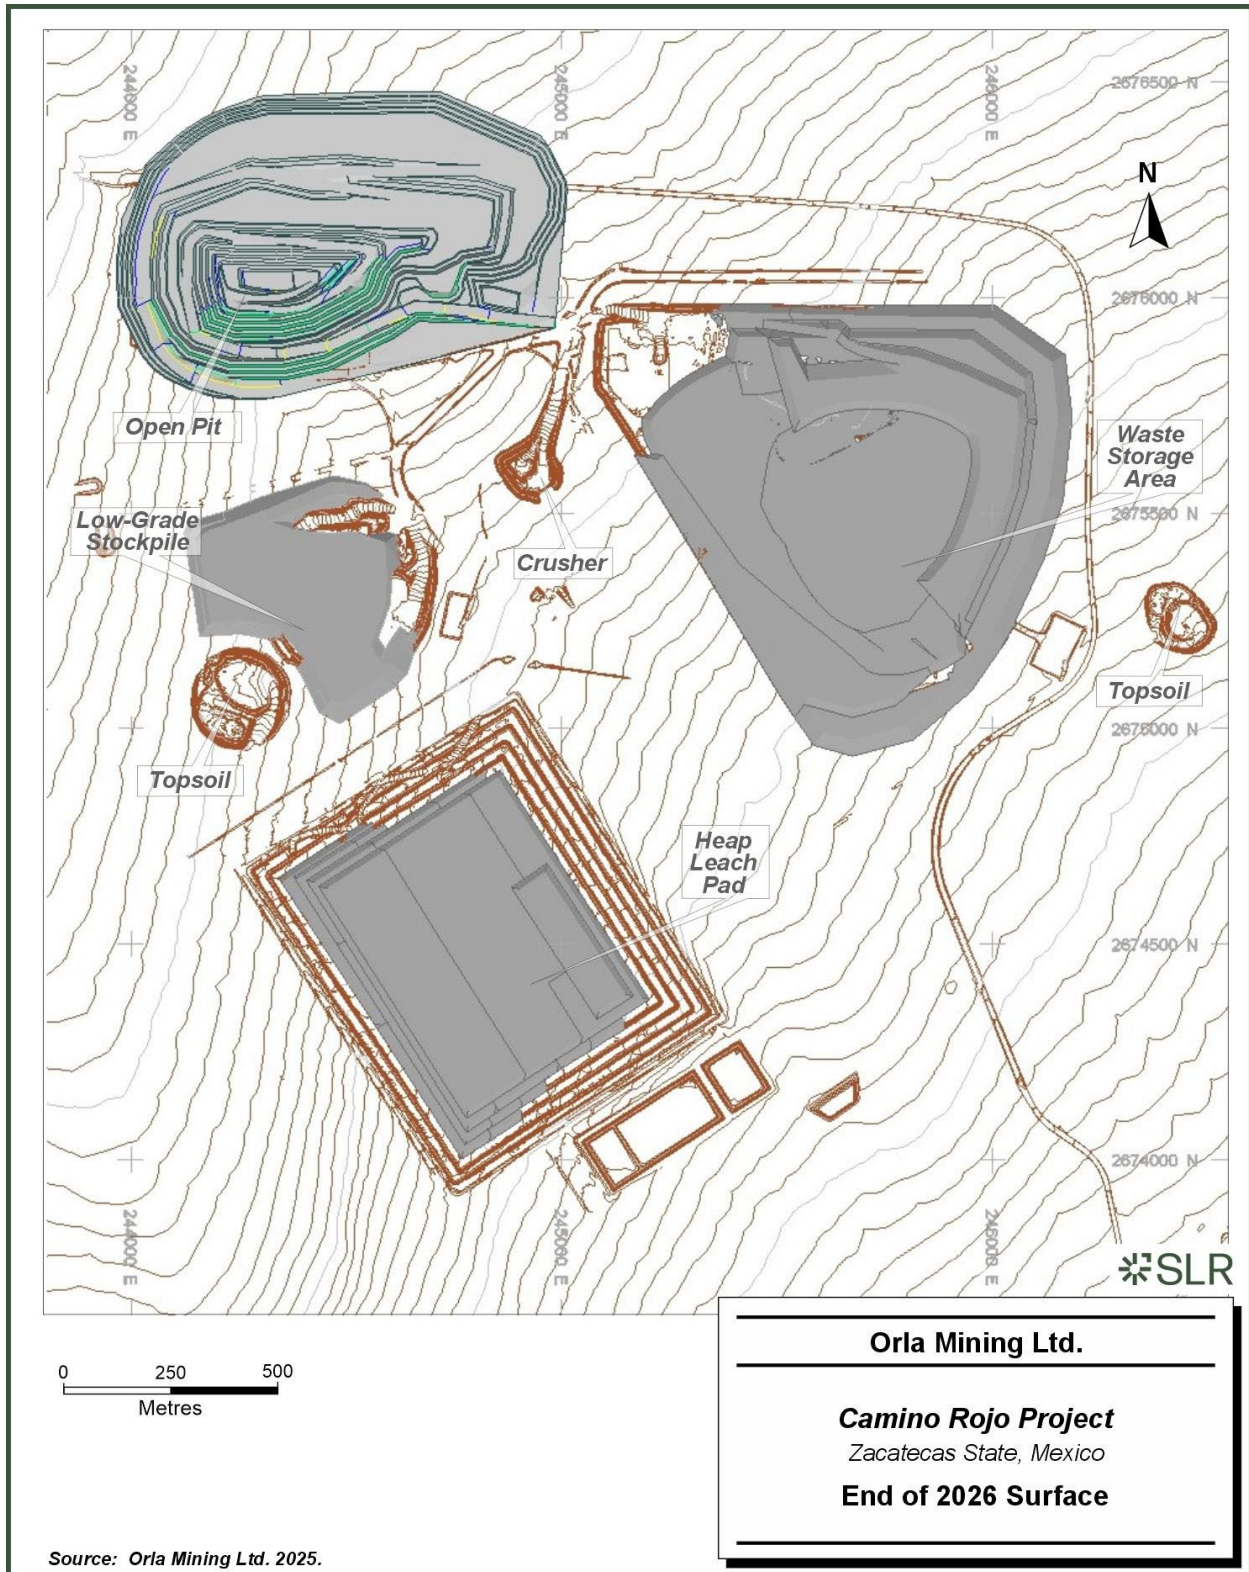 244000 E
245000 E
246000 E
2676500 N
N
2676000 N
Open Pit
Waste
Storage
Area
Low-Grade
Stockpile
2675500 N
Crusher
Topsoil
2675000 N
Topsoil
Heap
Leach
Pad
2674500 N
2674000 N
244000 E
245000 E
246000 E
SLR
Orla Mining Ltd.
0 250 500
Metres
Camino Rojo Project
Zacatecas State, Mexico
End of 2026 Surface
Source: Orla Mining Ltd. 2025.